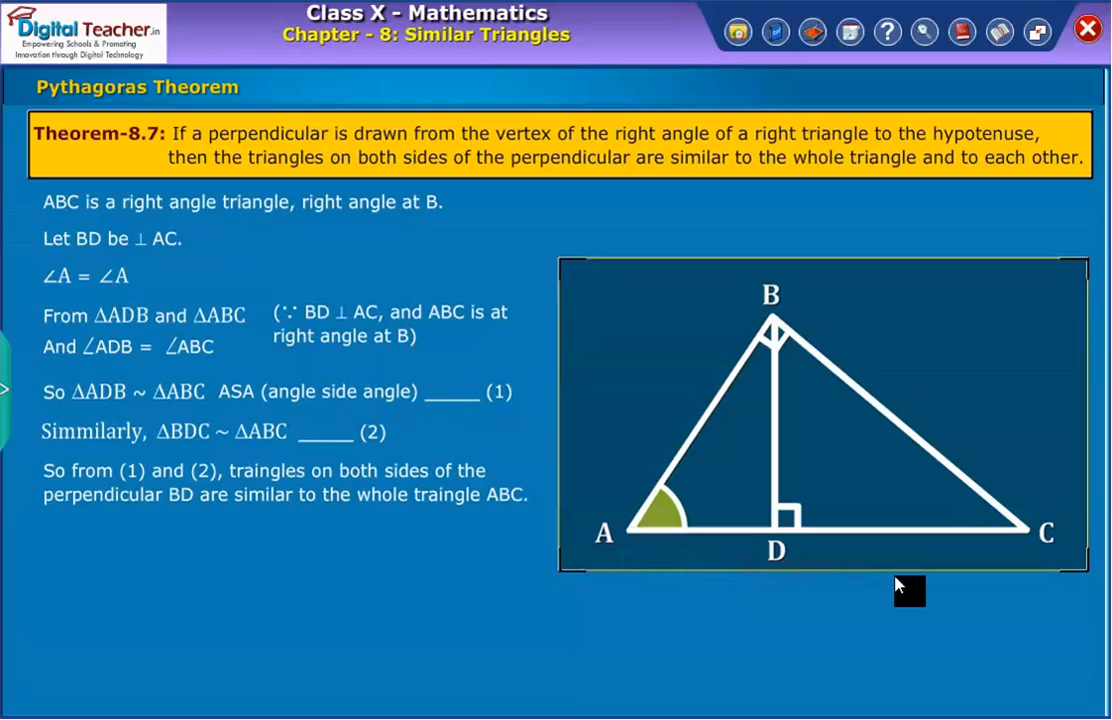 Digital Teacher.in
Empowering Schools & Promoting
Innovation through Digital Technology
Class X - Mathematics
Chapter - 8: Similar Triangles
Pythagoras Theorem
Theorem-8.7: If a perpendicular is drawn from the vertex of the right angle of a right triangle to the hypotenuse,
then the triangles on both sides of the perpendicular are similar to the whole triangle and to each other.
ABC is a right angle triangle, right angle at B.
Let BD be ⊥ AC.
∠A = ∠A
From ΔADB and ΔABC (∵ BD ⊥ AC, and ABC is at
right angle at B)
And ∠ADB = ∠ABC
So ΔADB ~ ΔABC ASA (angle side angle) _____ (1)
Simmilarly, ΔBDC ~ ΔABC _____ (2)
So from (1) and (2), traingles on both sides of the
perpendicular BD are similar to the whole traingle ABC.
B
A
D
C